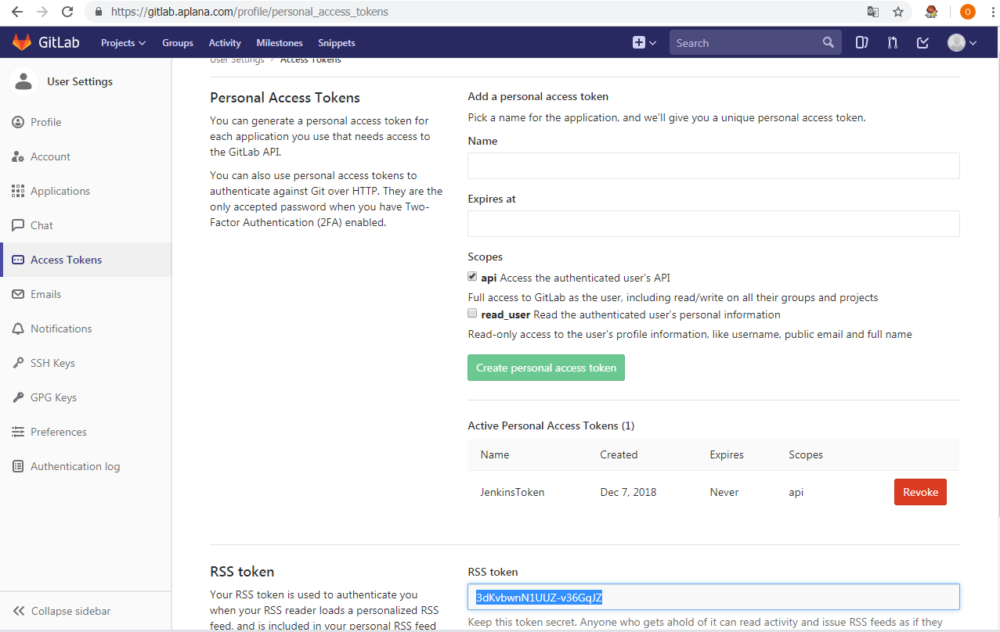 https://gitlab.aplana.com/profile/personal_access_tokens
O
GitLab Projects Groups Activity Milestones Snippets Search
User Settings > Access Tokens
User Settings
Profile
Account
Applications
Chat
Access Tokens
Emails
Notifications
SSH Keys
GPG Keys
Preferences
Authentication log
Collapse sidebar
Personal Access Tokens
You can generate a personal access token for
each application you use that needs access to
the GitLab API.
You can also use personal access tokens to
authenticate against Git over HTTP. They are the
only accepted password when you have Two-
Factor Authentication (2FA) enabled.
Add a personal access token
Pick a name for the application, and we'll give you a unique personal access token.
Name
Expires at
Scopes
api Access the authenticated user's API
Full access to GitLab as the user, including read/write on all their groups and projects
read_user Read the authenticated user's personal information
Read-only access to the user's profile information, like username, public email and full name
Create personal access token
Active Personal Access Tokens (1)
Name Created Expires Scopes
JenkinsToken Dec 7, 2018 Never api Revoke
RSS token
Your RSS token is used to authenticate you
when your RSS reader loads a personalized RSS
feed, and is included in your personal RSS feed
RSS token
3dKvbwnN1UUZ-v36GqJZ
Keep this token secret. Anyone who gets ahold of it can read activity and issue RSS feeds as if they